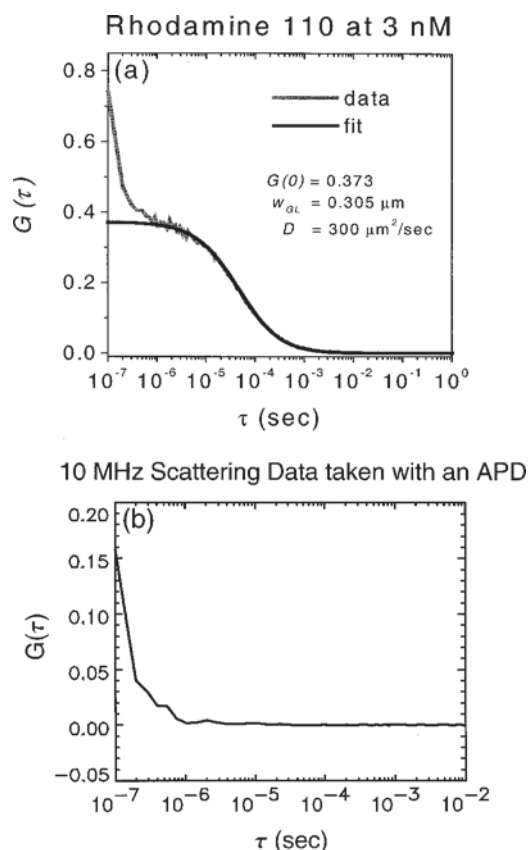 Rhodamine 110 at 3 nM
(a)
data
fit
G(0) = 0.373
w_GL = 0.305 μm
D = 300 μm²/sec
G(τ)
0.8
0.6
0.4
0.2
0.0
10⁻⁷ 10⁻⁶ 10⁻⁵ 10⁻⁴ 10⁻³ 10⁻² 10⁻¹ 10⁰
τ (sec)
10 MHz Scattering Data taken with an APD
(b)
G(τ)
0.20
0.15
0.10
0.05
0.00
−0.05
10⁻⁷ 10⁻⁶ 10⁻⁵ 10⁻⁴ 10⁻³ 10⁻²
τ (sec)